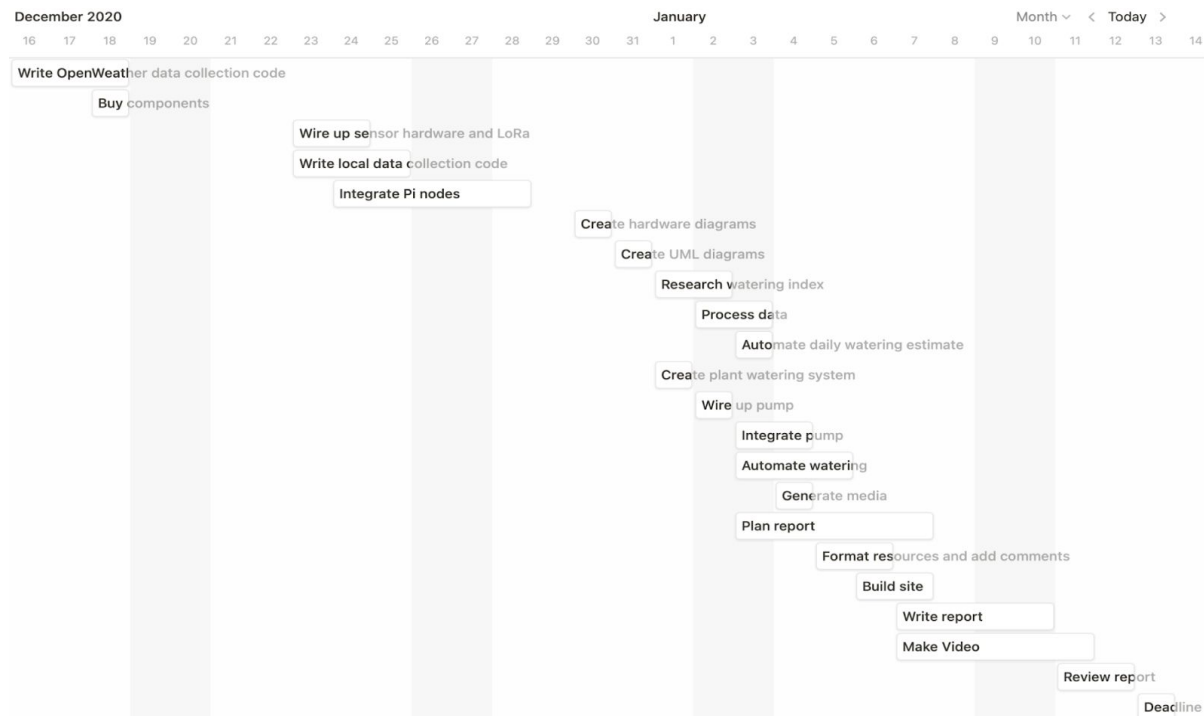 December 2020 January Month Today
16 17 18 19 20 21 22 23 24 25 26 27 28 29 30 31 1 2 3 4 5 6 7 8 9 10 11 12 13 14
Write OpenWeather data collection code
Buy components
Wire up sensor hardware and LoRa
Write local data collection code
Integrate Pi nodes
Create hardware diagrams
Create UML diagrams
Research watering index
Process data
Automate daily watering estimate
Create plant watering system
Wire up pump
Integrate pump
Automate watering
Generate media
Plan report
Format resources and add comments
Build site
Write report
Make Video
Review report
Deadline